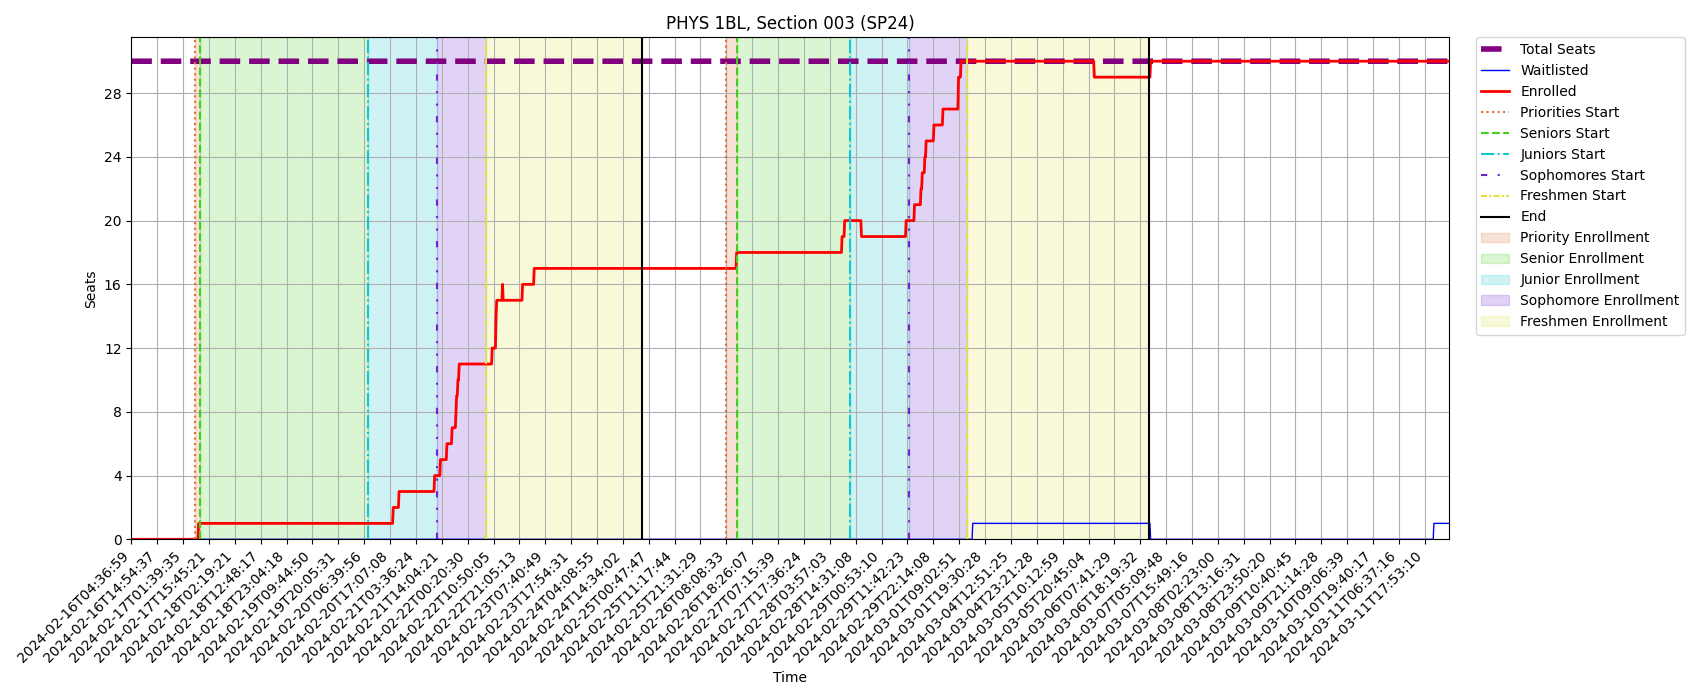 PHYS 1BL, Section 003 (SP24)
Seats
28
24
20
16
12
8
4
0
2024-02-16T04:36:59
2024-02-16T14:54:37
2024-02-17T01:39:35
2024-02-17T15:45:21
2024-02-18T02:19:21
2024-02-18T12:48:17
2024-02-18T23:04:18
2024-02-19T09:44:50
2024-02-19T20:05:31
2024-02-20T06:39:56
2024-02-20T17:07:08
2024-02-21T03:36:24
2024-02-21T14:04:21
2024-02-22T00:20:30
2024-02-22T10:50:05
2024-02-22T21:05:13
2024-02-23T07:40:49
2024-02-23T17:54:31
2024-02-24T04:08:55
2024-02-24T14:34:02
2024-02-25T00:47:47
2024-02-25T11:17:44
2024-02-25T21:31:29
2024-02-26T08:08:33
2024-02-26T18:26:07
2024-02-27T07:15:39
2024-02-27T17:36:24
2024-02-28T03:57:03
2024-02-28T14:31:08
2024-02-29T00:53:10
2024-02-29T11:42:23
2024-02-29T22:14:08
2024-03-01T09:02:51
2024-03-01T19:30:28
2024-03-04T12:51:25
2024-03-04T23:21:28
2024-03-05T10:12:59
2024-03-05T20:45:04
2024-03-06T07:41:29
2024-03-06T18:19:32
2024-03-07T05:09:48
2024-03-07T15:49:16
2024-03-08T02:23:00
2024-03-08T13:16:31
2024-03-08T23:50:20
2024-03-09T10:40:45
2024-03-09T21:14:28
2024-03-10T09:06:39
2024-03-10T19:40:17
2024-03-11T06:37:16
2024-03-11T17:53:10
Time
Total Seats
Waitlisted
Enrolled
Priorities Start
Seniors Start
Juniors Start
Sophomores Start
Freshmen Start
End
Priority Enrollment
Senior Enrollment
Junior Enrollment
Sophomore Enrollment
Freshmen Enrollment